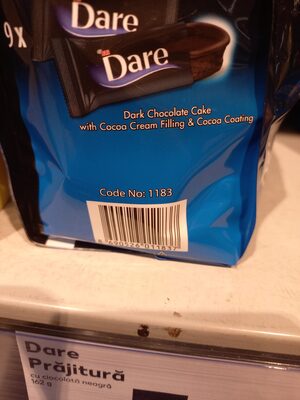 9x
Dare
Dare
Dark Chocolate Cake
with Cocoa Cream Filling & Cocoa Coating
Code No: 1183
Dare
Prăjitură
cu ciocolată neagră
162 g